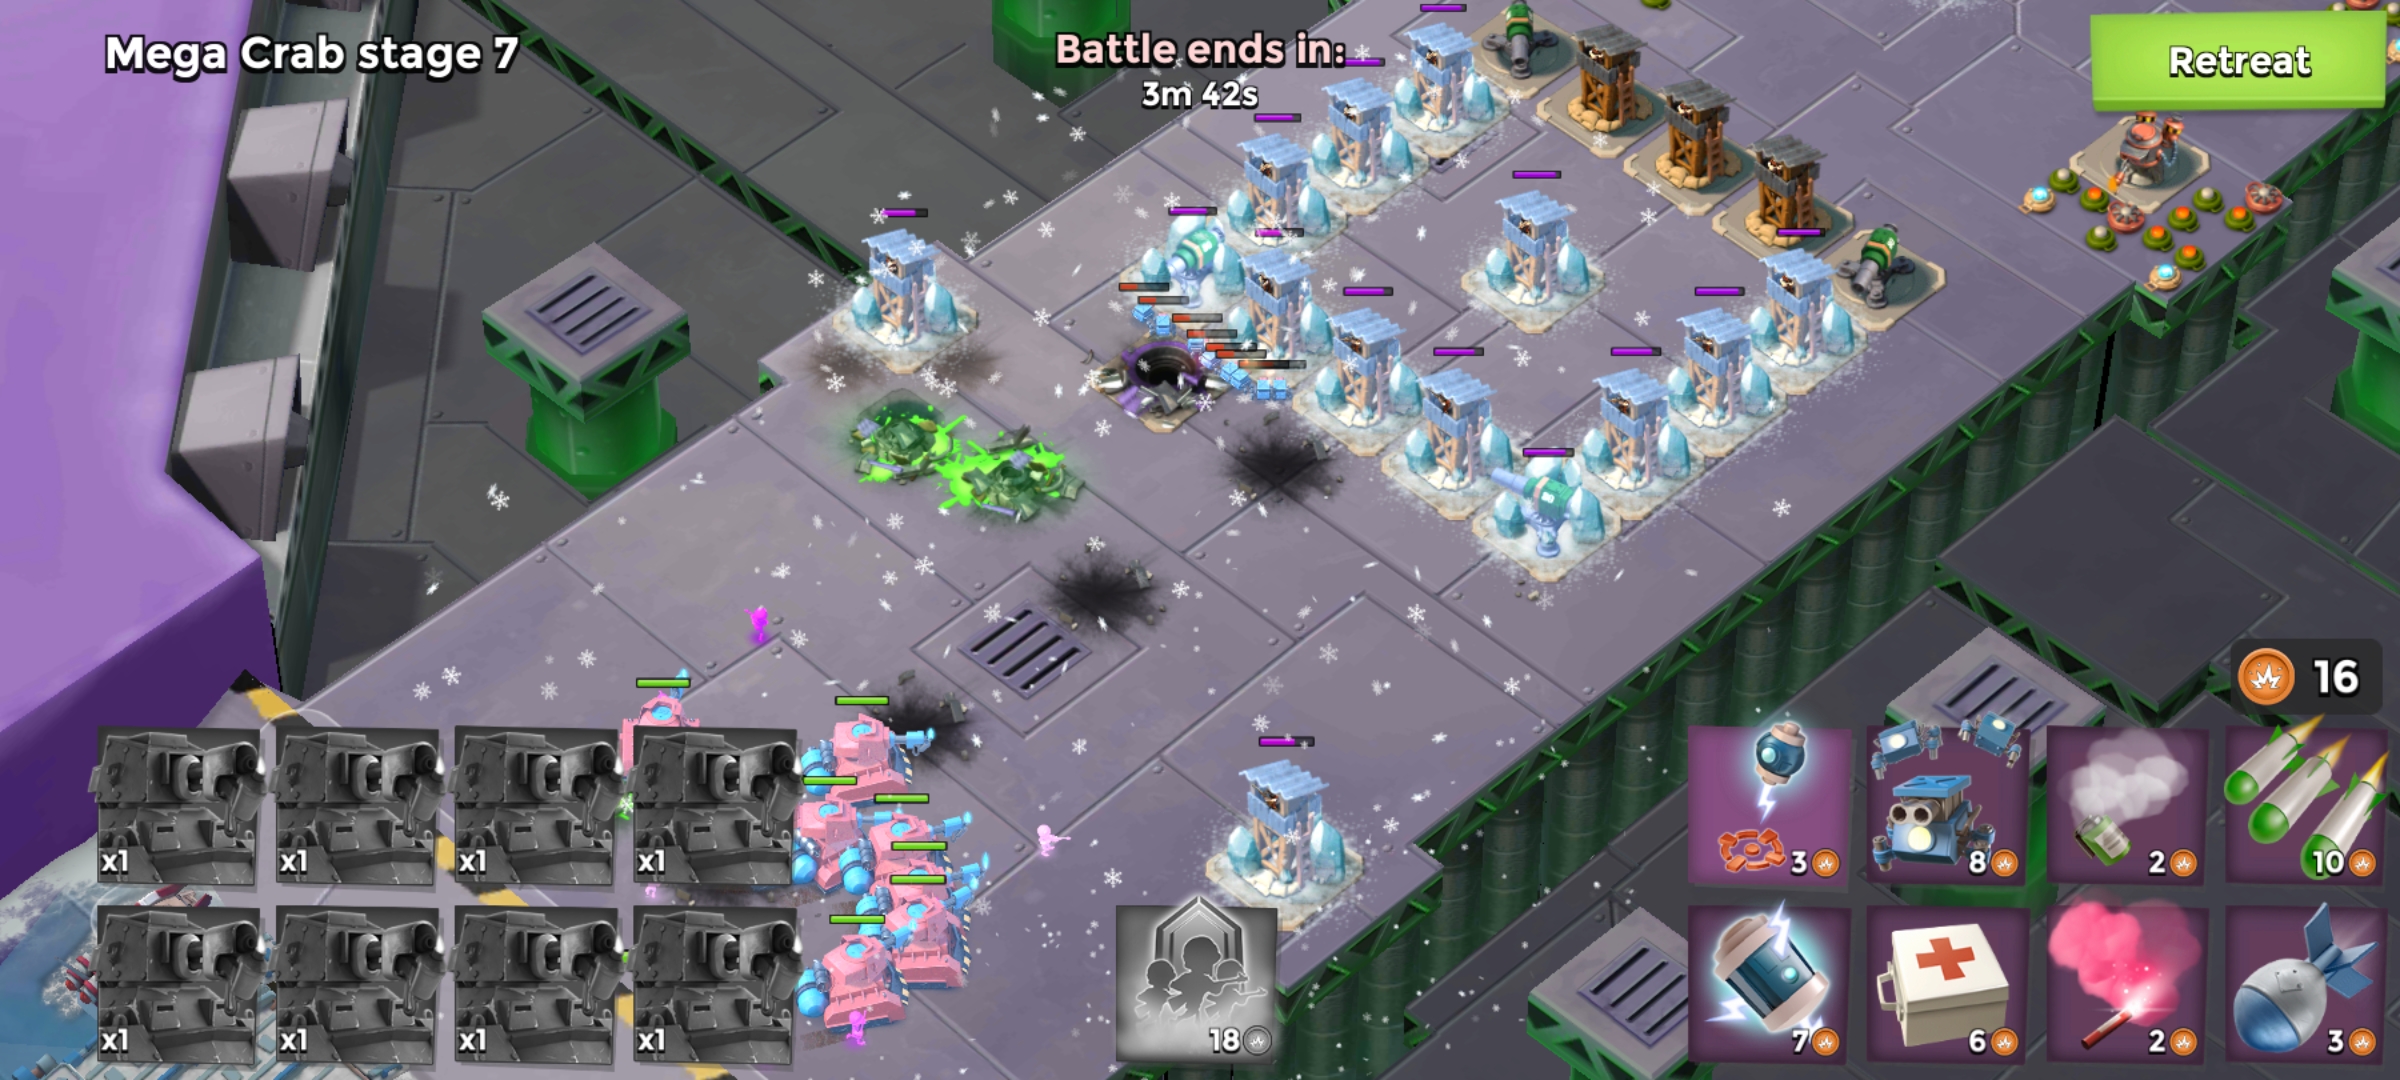 Mega Crab stage 7
Battle ends in:
3m 42s
Retreat
16
3
8
2
10
x1
x1
x1
x1
x1
x1
x1
x1
18
7
6
2
3